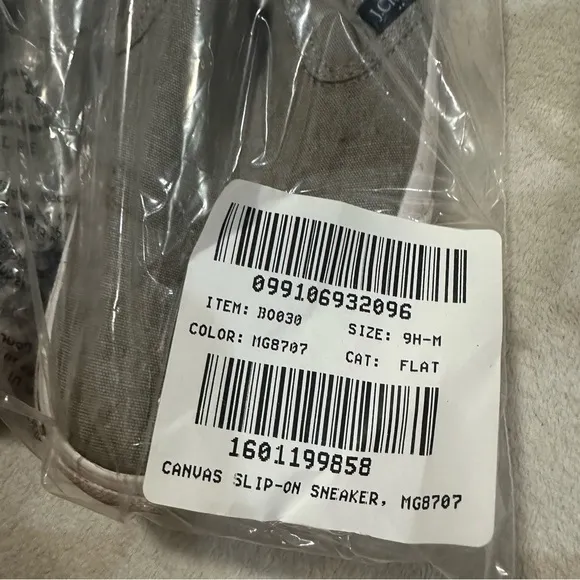 J.C
099106932096
ITEM: BO030 SIZE: 9H-M
COLOR: MG8707 CAT: FLAT
1601199858
CANVAS SLIP-ON SNEAKER, MG8707